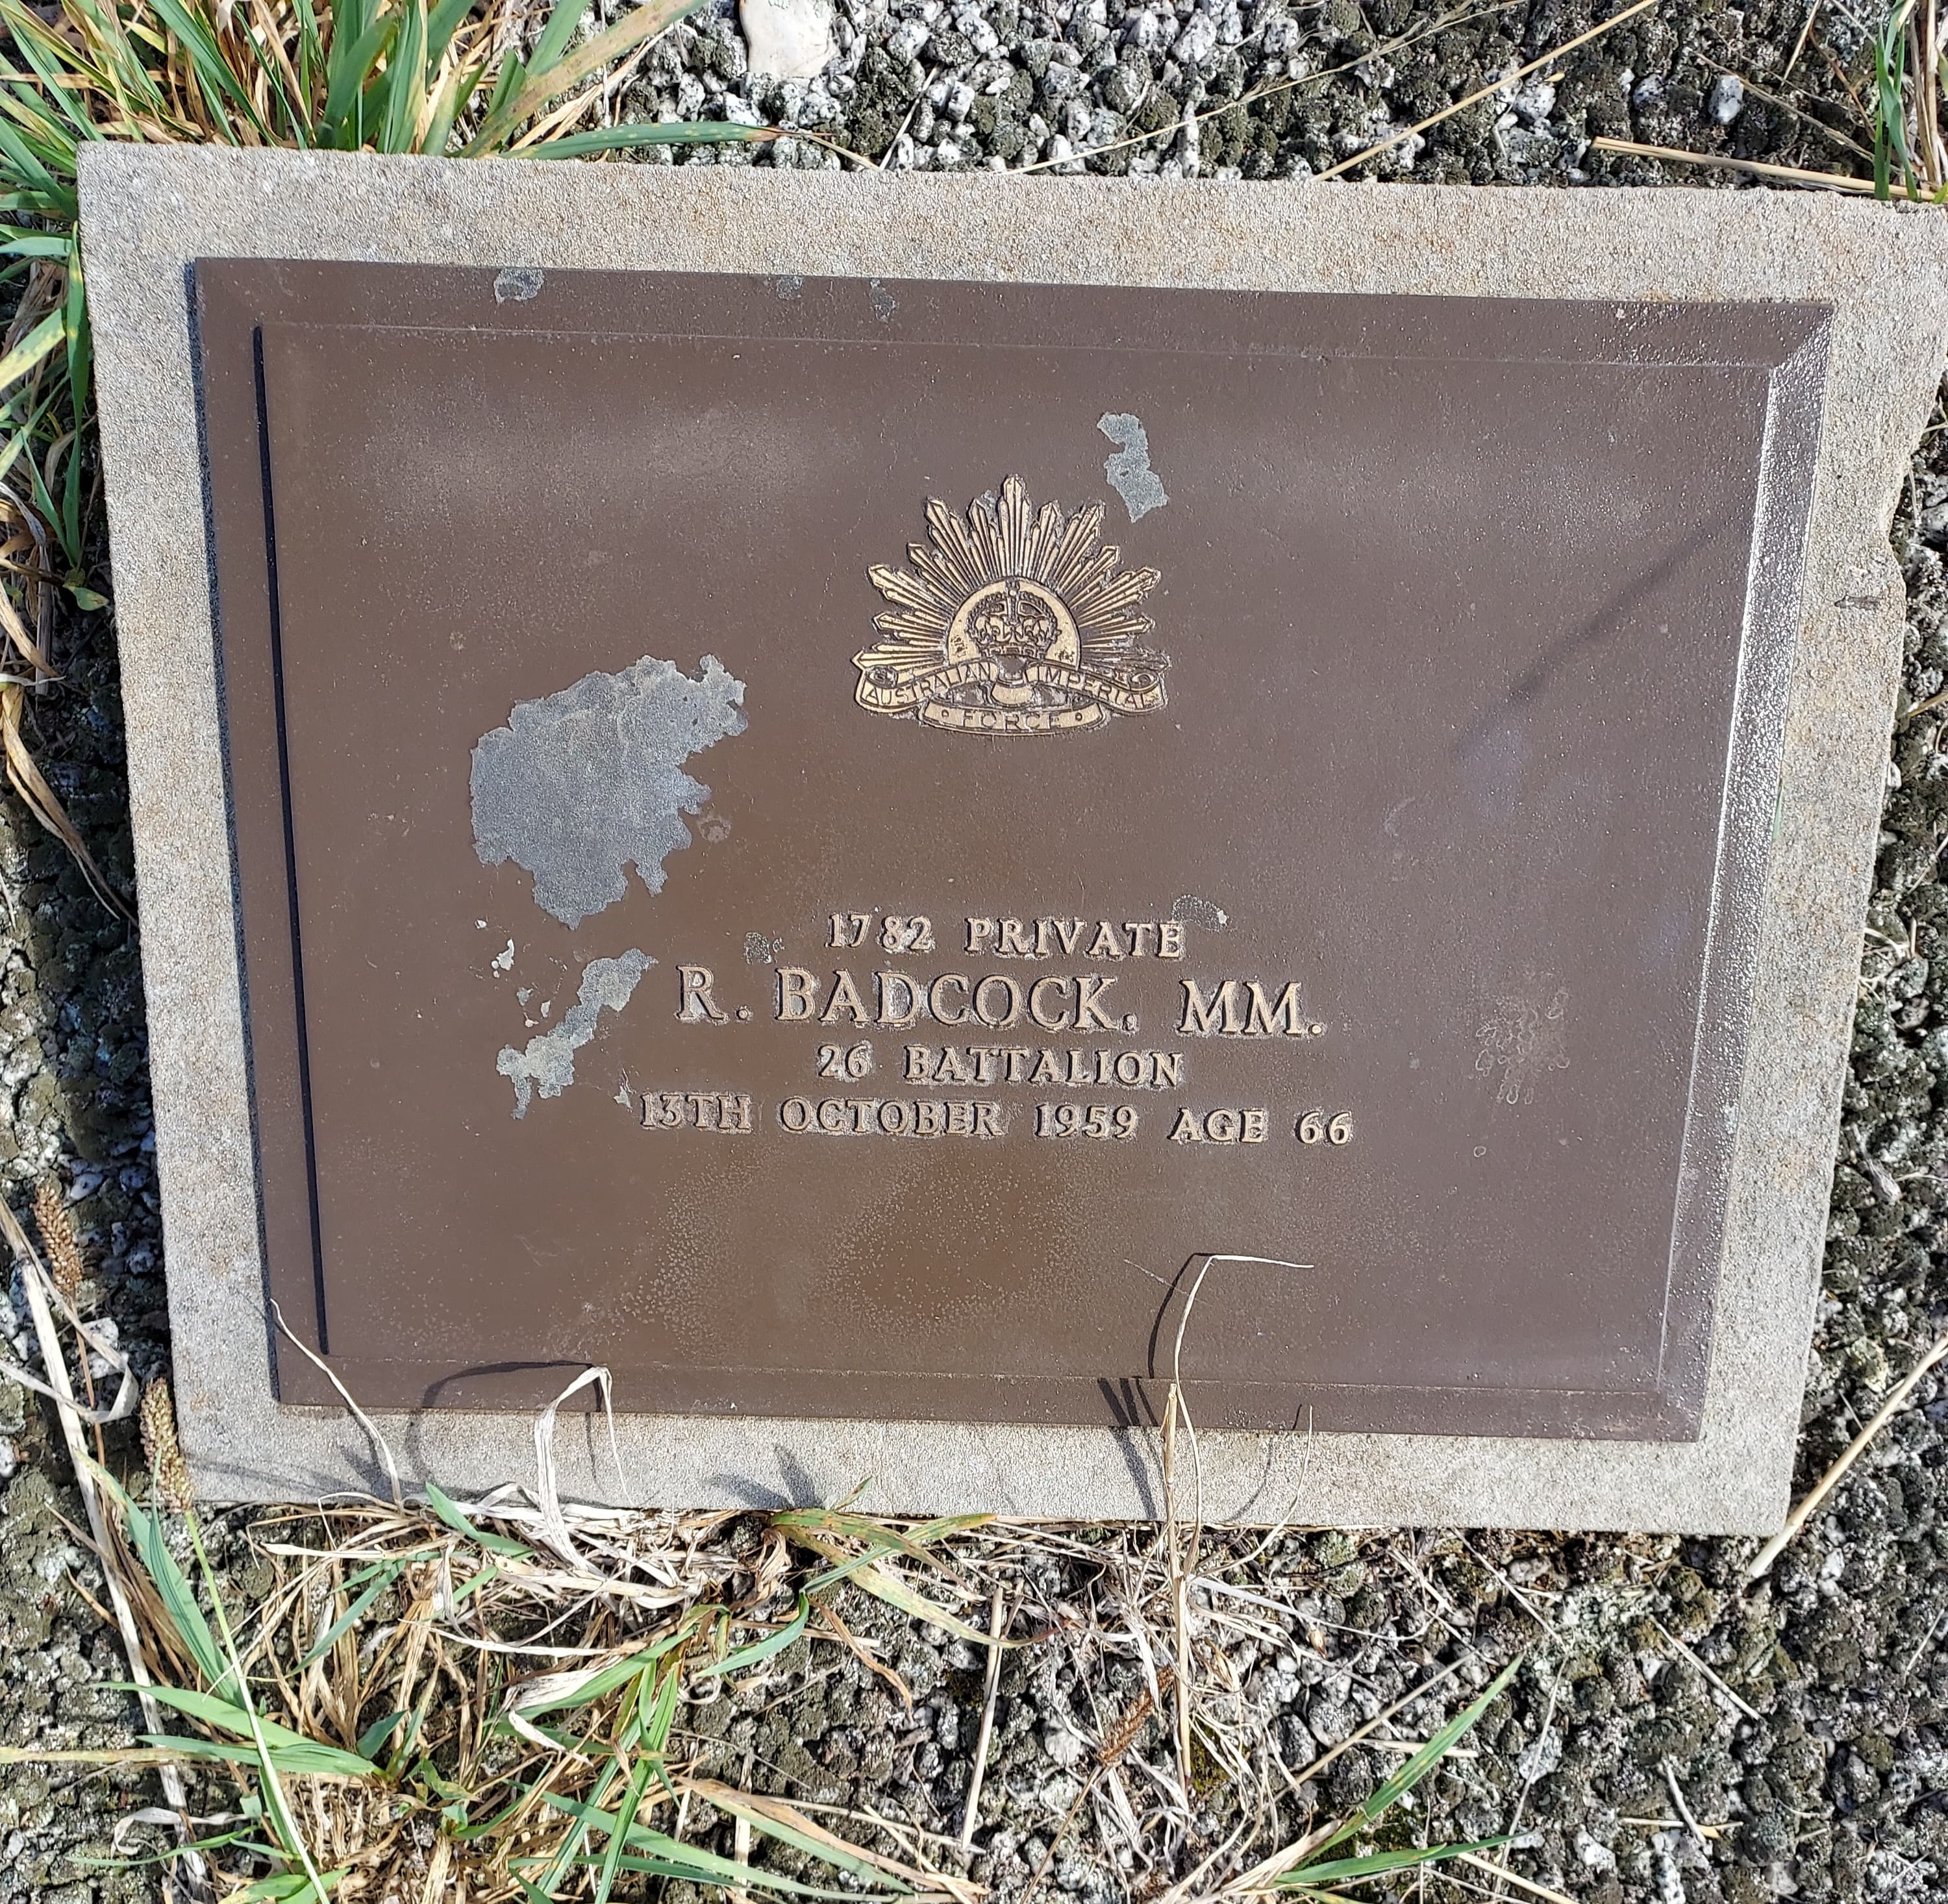 AUSTRALIAN IMPERIAL
FORCE
1782 PRIVATE
R. BADCOCK. MM.
26 BATTALION
13TH OCTOBER 1959 AGE 66